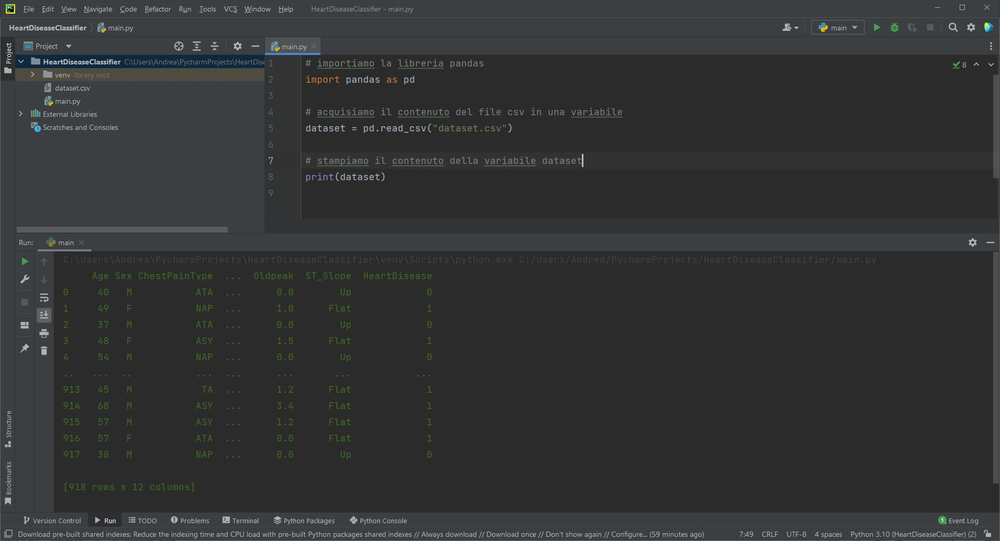 PC File Edit View Navigate Code Refactor Run Tools VCS Window Help HeartDiseaseClassifier - main.py
HeartDiseaseClassifier main.py main
Project
Project
main.py
HeartDiseaseClassifier C:\Users\Andrea\PycharmProjects\HeartDise
venv library root
dataset.csv
main.py
External Libraries
Scratches and Consoles
1 # importiamo la libreria pandas
8
2 import pandas as pd
3
4 # acquisiamo il contenuto del file csv in una variabile
5 dataset = pd.read_csv("dataset.csv")
6
7 # stampiamo il contenuto della variabile dataset
8 print(dataset)
9
Run: main
C:\Users\Andrea\PycharmProjects\HeartDiseaseClassifier\venv\Scripts\python.exe C:/Users/Andrea/PycharmProjects/HeartDiseaseClassifier/main.py
Age Sex ChestPainType ... Oldpeak ST_Slope HeartDisease
0 40 M ATA ... 0.0 Up 0
1 49 F NAP ... 1.0 Flat 1
2 37 M ATA ... 0.0 Up 0
3 48 F ASY ... 1.5 Flat 1
4 54 M NAP ... 0.0 Up 0
.. ... .. ... ... ... ... ...
913 45 M TA ... 1.2 Flat 1
914 68 M ASY ... 3.4 Flat 1
915 57 M ASY ... 1.2 Flat 1
916 57 F ATA ... 0.0 Flat 1
917 38 M NAP ... 0.0 Up 0
[918 rows x 12 columns]
Structure
Bookmarks
Version Control Run TODO Problems Terminal Python Packages Python Console 1 Event Log
Download pre-built shared indexes: Reduce the indexing time and CPU load with pre-built Python packages shared indexes // Always download // Download once // Don't show again // Configure... (59 minutes ago) 7:49 CRLF UTF-8 4 spaces Python 3.10 (HeartDiseaseClassifier) (2)